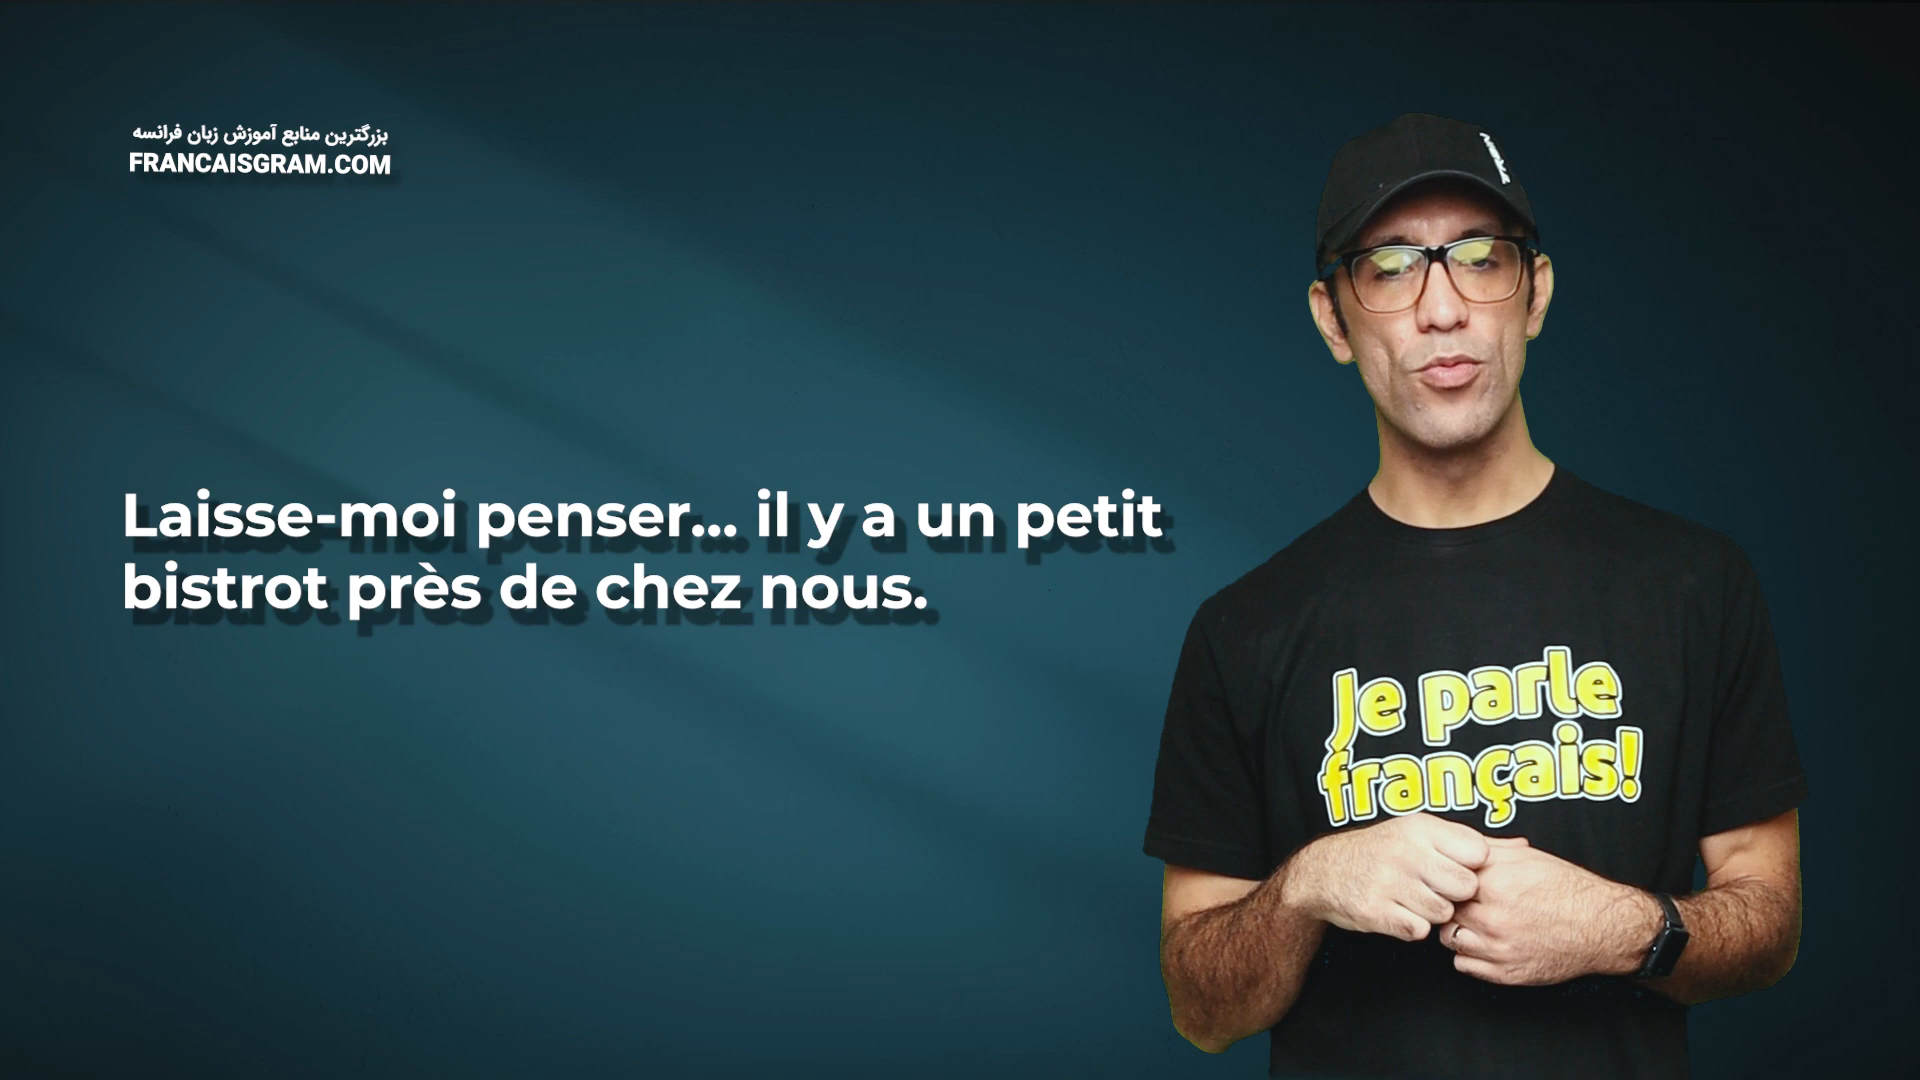 بزرگترین منابع آموزش زبان فرانسه
FRANCAISGRAM.COM
Laisse-moi penser... il y a un petit
bistrot près de chez nous.
Je parle
français!